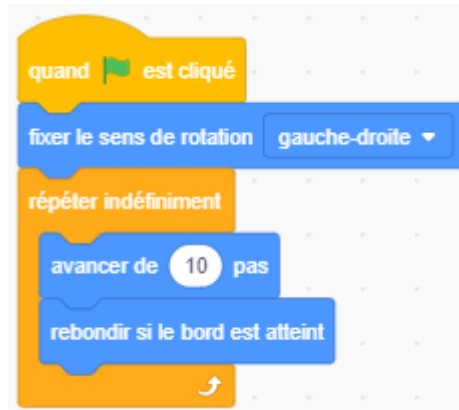 quand est cliqué
fixer le sens de rotation gauche-droite
répéter indéfiniment
avancer de 10 pas
rebondir si le bord est atteint